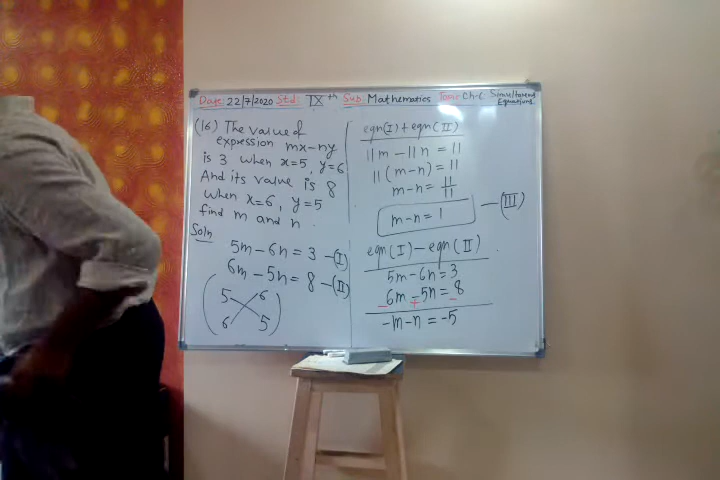 Date: 22/7/2020 Std: IXth Sub: Mathematics Topic: Ch-6 Simultaneous Equations
(16) The value of
expression mx-ny
is 3 when x=5, y=6
And its value is 8
when x=6, y=5
find m and n.
Soln
5m-6n=3-(I)
6m-5n=8-(II)
5 6
6 5
eqn(I)+eqn(II)
11m-11n=11
11(m-n)=11
m-n=11/11
m-n=1 -(III)
eqn(I)-eqn(II)
5m-6n=3
6m-5n=8
- + -
-m-n=-5